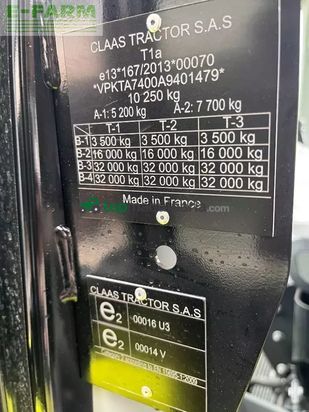 E-FARM
CLAAS TRACTOR S.A.S
T1a
e13*167/2013*00070
*VPKTA7400A9401479*
10 250 kg
A-1: 5 200 kg A-2: 7 700 kg
T-1 T-2 T-3
B-1 3 500 kg 3 500 kg 3 500 kg
B-2 16 000 kg 16 000 kg 16 000 kg
B-3 32 000 kg 32 000 kg 32 000 kg
B-4 32 000 kg 32 000 kg 32 000 kg
Made in France
CLAAS TRACTOR S.A.S
e2 00016 U3
e2 00014 V